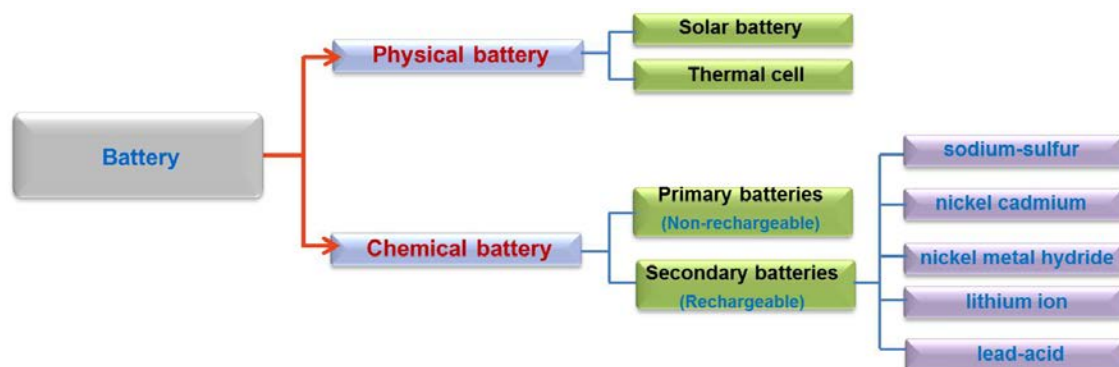 Battery
Physical battery
Solar battery
Thermal cell
Chemical battery
Primary batteries
(Non-rechargeable)
Secondary batteries
(Rechargeable)
sodium-sulfur
nickel cadmium
nickel metal hydride
lithium ion
lead-acid